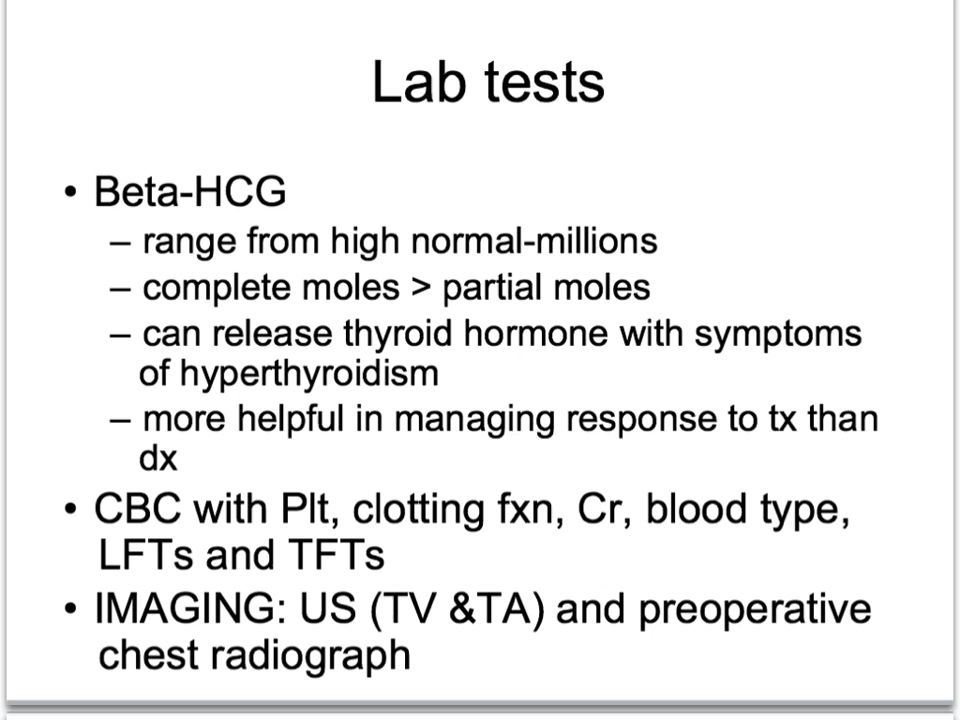 Lab tests
• Beta-HCG
– range from high normal-millions
– complete moles > partial moles
– can release thyroid hormone with symptoms
of hyperthyroidism
– more helpful in managing response to tx than
dx
• CBC with Plt, clotting fxn, Cr, blood type,
LFTs and TFTs
• IMAGING: US (TV &TA) and preoperative
chest radiograph